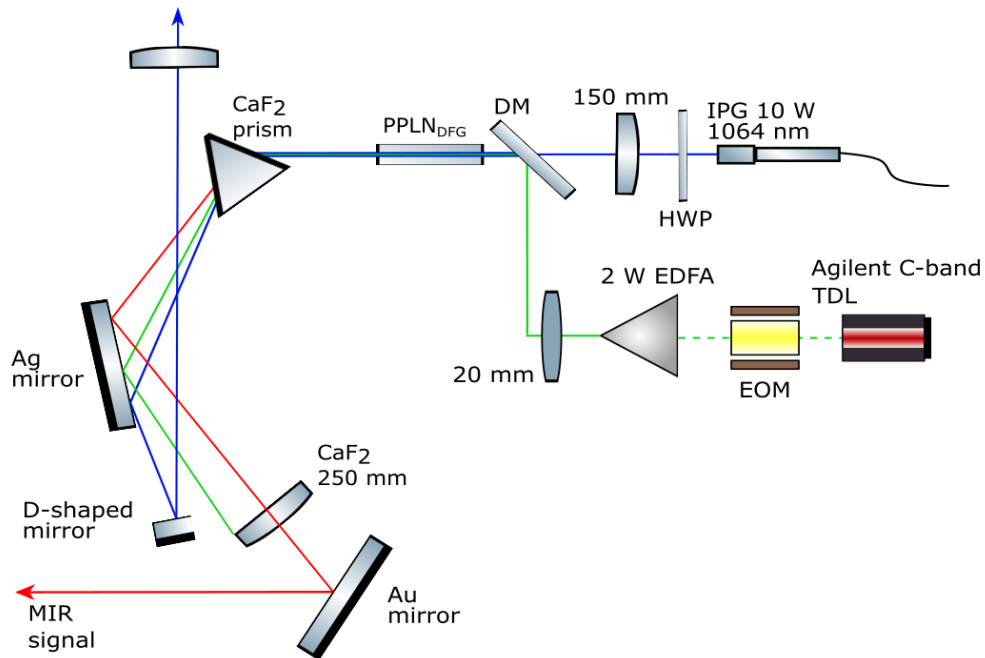 CaF2
prism
PPLNDFG
DM
150 mm
IPG 10 W
1064 nm
HWP
2 W EDFA
Agilent C-band
TDL
Ag
mirror
20 mm
EOM
CaF2
250 mm
D-shaped
mirror
Au
mirror
MIR
signal